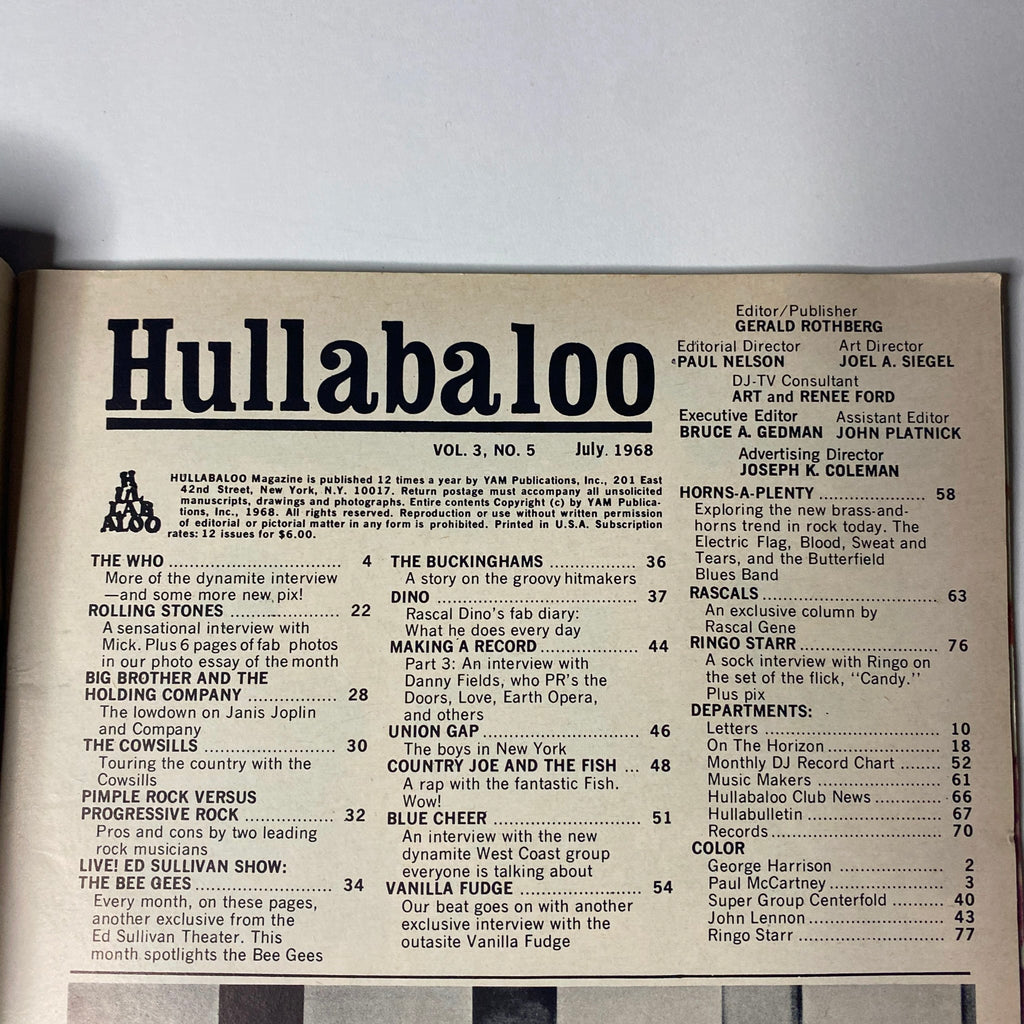 Hullabaloo
VOL. 3, NO. 5 July. 1968
H
UL
LAB
ALOO
HULLABALOO Magazine is published 12 times a year by YAM Publications, Inc., 201 East
42nd Street, New York, N.Y. 10017. Return postage must accompany all unsolicited
manuscripts, drawings and photographs. Entire contents Copyright (c) by YAM Publica-
tions, Inc., 1968. All rights reserved. Reproduction or use without written permission
of editorial or pictorial matter in any form is prohibited. Printed in U.S.A. Subscription
rates: 12 issues for $6.00.
Editor/Publisher
GERALD ROTHBERG
Editorial Director Art Director
PAUL NELSON JOEL A. SIEGEL
DJ-TV Consultant
ART and RENEE FORD
Executive Editor Assistant Editor
BRUCE A. GEDMAN JOHN PLATNICK
Advertising Director
JOSEPH K. COLEMAN
THE WHO .............................. 4
More of the dynamite interview
—and some more new pix!
ROLLING STONES .................. 22
A sensational interview with
Mick. Plus 6 pages of fab photos
in our photo essay of the month
BIG BROTHER AND THE
HOLDING COMPANY ............... 28
The lowdown on Janis Joplin
and Company
THE COWSILLS ...................... 30
Touring the country with the
Cowsills
PIMPLE ROCK VERSUS
PROGRESSIVE ROCK ............... 32
Pros and cons by two leading
rock musicians
LIVE! ED SULLIVAN SHOW:
THE BEE GEES ....................... 34
Every month, on these pages,
another exclusive from the
Ed Sullivan Theater. This
month spotlights the Bee Gees
THE BUCKINGHAMS ............... 36
A story on the groovy hitmakers
DINO ................................... 37
Rascal Dino's fab diary:
What he does every day
MAKING A RECORD ................. 44
Part 3: An interview with
Danny Fields, who PR's the
Doors, Love, Earth Opera,
and others
UNION GAP ........................... 46
The boys in New York
COUNTRY JOE AND THE FISH ... 48
A rap with the fantastic Fish.
Wow!
BLUE CHEER .......................... 51
An interview with the new
dynamite West Coast group
everyone is talking about
VANILLA FUDGE ..................... 54
Our beat goes on with another
exclusive interview with the
outasite Vanilla Fudge
HORNS-A-PLENTY .................. 58
Exploring the new brass-and-
horns trend in rock today. The
Electric Flag, Blood, Sweat and
Tears, and the Butterfield
Blues Band
RASCALS .............................. 63
An exclusive column by
Rascal Gene
RINGO STARR ........................ 76
A sock interview with Ringo on
the set of the flick, "Candy."
Plus pix
DEPARTMENTS:
Letters ................................ 10
On The Horizon .................... 18
Monthly DJ Record Chart ........ 52
Music Makers ....................... 61
Hullabaloo Club News ............ 66
Hullabulletin ........................ 67
Records ............................... 70
COLOR
George Harrison ................... 2
Paul McCartney ..................... 3
Super Group Centerfold .......... 40
John Lennon ......................... 43
Ringo Starr .......................... 77